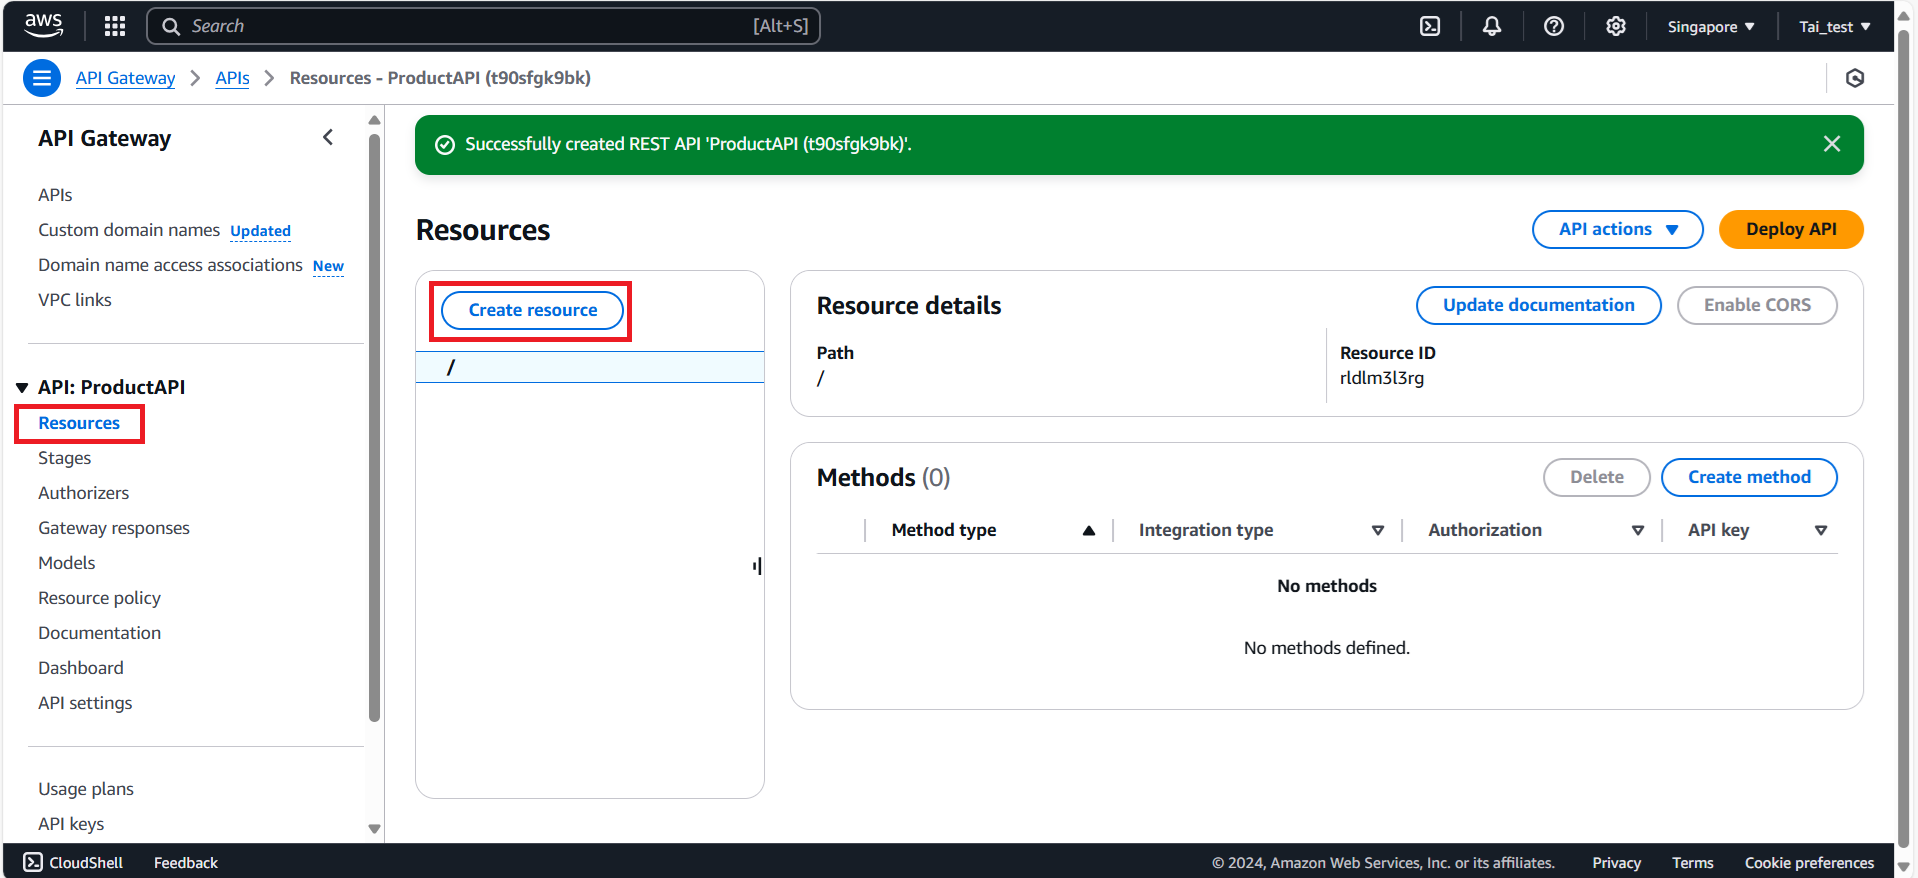 aws
Search [Alt+S]
Singapore
Tai_test
API Gateway
APIs
Resources - ProductAPI (t90sfgk9bk)
API Gateway
APIs
Custom domain names Updated
Domain name access associations New
VPC links
API: ProductAPI
Resources
Stages
Authorizers
Gateway responses
Models
Resource policy
Documentation
Dashboard
API settings
Usage plans
API keys
Successfully created REST API 'ProductAPI (t90sfgk9bk)'.
Resources
API actions
Deploy API
Create resource
/
Resource details
Update documentation
Enable CORS
Path
/
Resource ID
rldlm3l3rg
Methods (0)
Delete
Create method
Method type
Integration type
Authorization
API key
No methods
No methods defined.
CloudShell
Feedback
© 2024, Amazon Web Services, Inc. or its affiliates.
Privacy
Terms
Cookie preferences